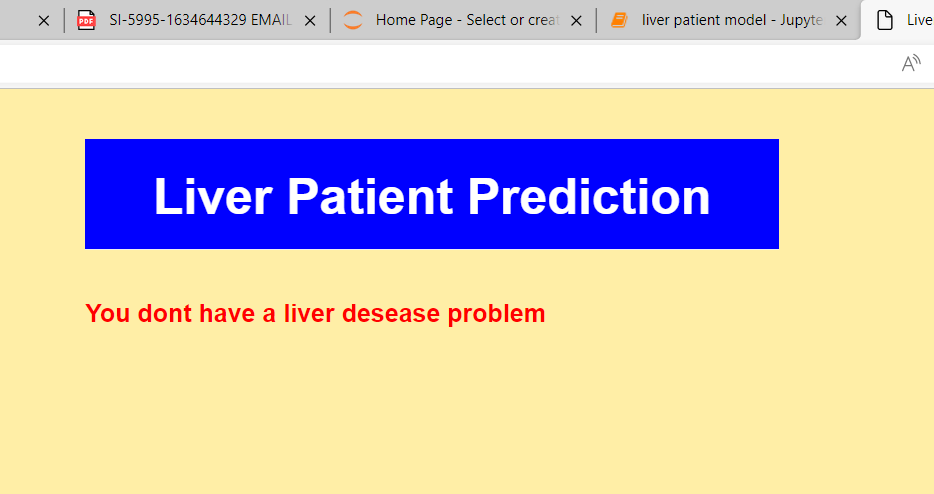 SI-5995-1634644329 EMAIL
Home Page - Select or creat
liver patient model - Jupyte
Live
Liver Patient Prediction
You dont have a liver desease problem